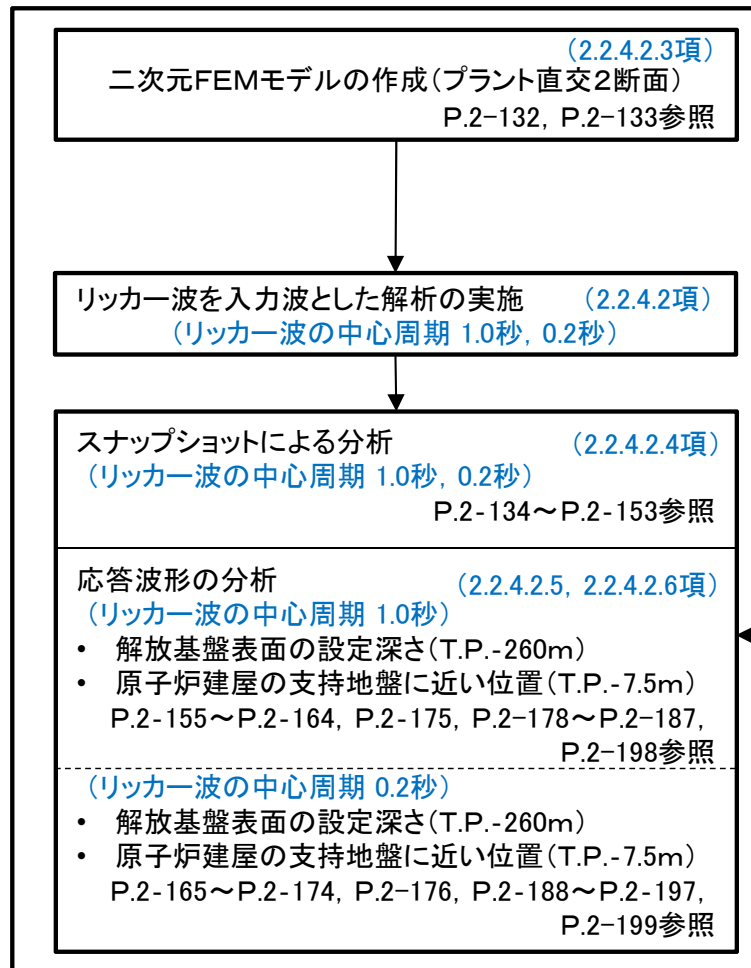 (2.2.4.2.3項)
二次元FEMモデルの作成(プラント直交2断面)
P.2-132, P.2-133参照
リッカー波を入力波とした解析の実施 (2.2.4.2項)
(リッカー波の中心周期 1.0秒, 0.2秒)
スナップショットによる分析 (2.2.4.2.4項)
(リッカー波の中心周期 1.0秒, 0.2秒)
P.2-134～P.2-153参照
応答波形の分析 (2.2.4.2.5, 2.2.4.2.6項)
(リッカー波の中心周期 1.0秒)
• 解放基盤表面の設定深さ(T.P.-260m)
• 原子炉建屋の支持地盤に近い位置(T.P.-7.5m)
P.2-155～P.2-164, P.2-175, P.2-178～P.2-187,
P.2-198参照
(リッカー波の中心周期 0.2秒)
• 解放基盤表面の設定深さ(T.P.-260m)
• 原子炉建屋の支持地盤に近い位置(T.P.-7.5m)
P.2-165～P.2-174, P.2-176, P.2-188～P.2-197,
P.2-199参照